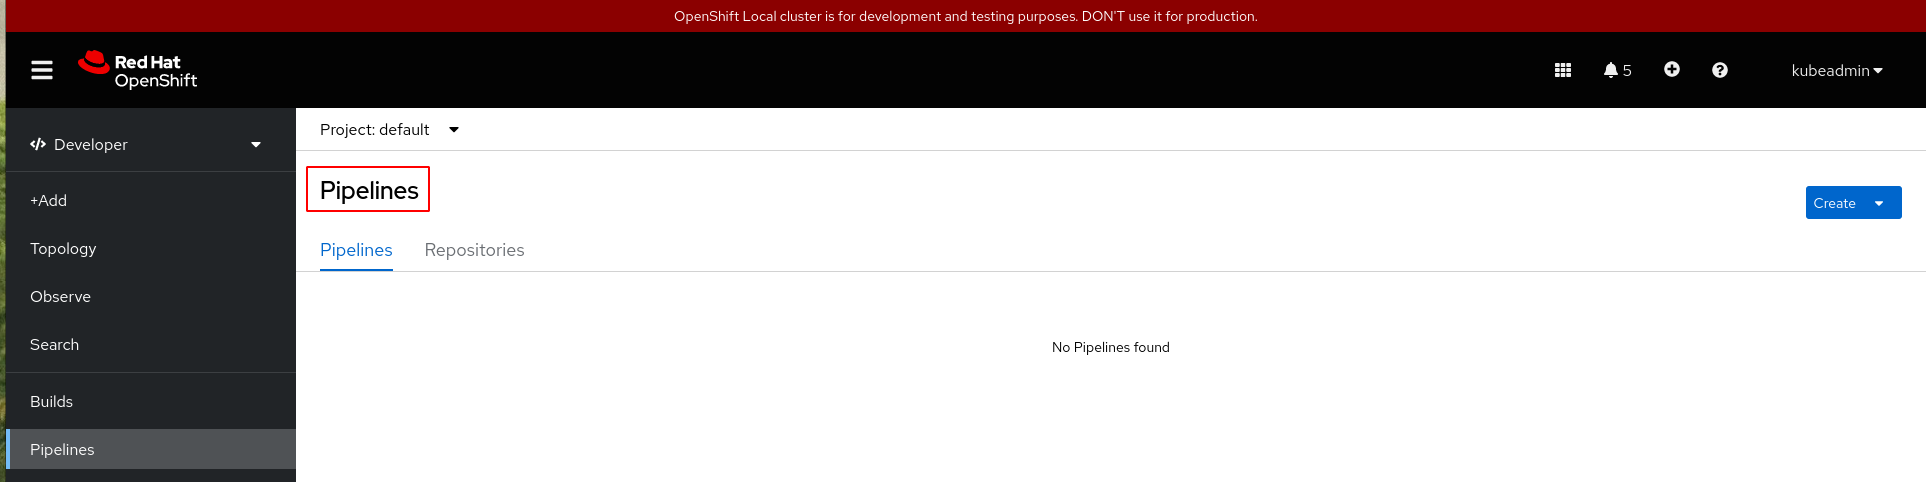 OpenShift Local cluster is for development and testing purposes. DON'T use it for production.
Red Hat
OpenShift
5
kubeadmin
Developer
Project: default
+Add
Topology
Observe
Search
Builds
Pipelines
Pipelines
Create
Pipelines Repositories
No Pipelines found